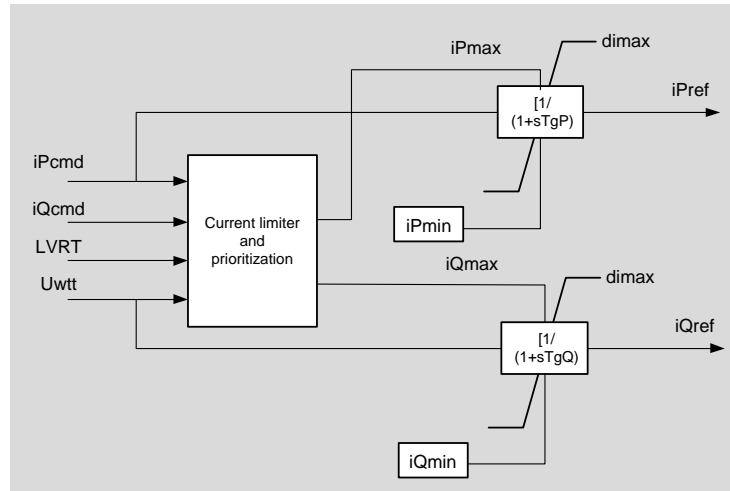 iPmax
dimax
[1/
(1+sTgP)
iPref
iPcmd
iQcmd
LVRT
Uwtt
Current limiter
and
prioritization
iPmin
iQmax
dimax
[1/
(1+sTgQ)
iQref
iQmin